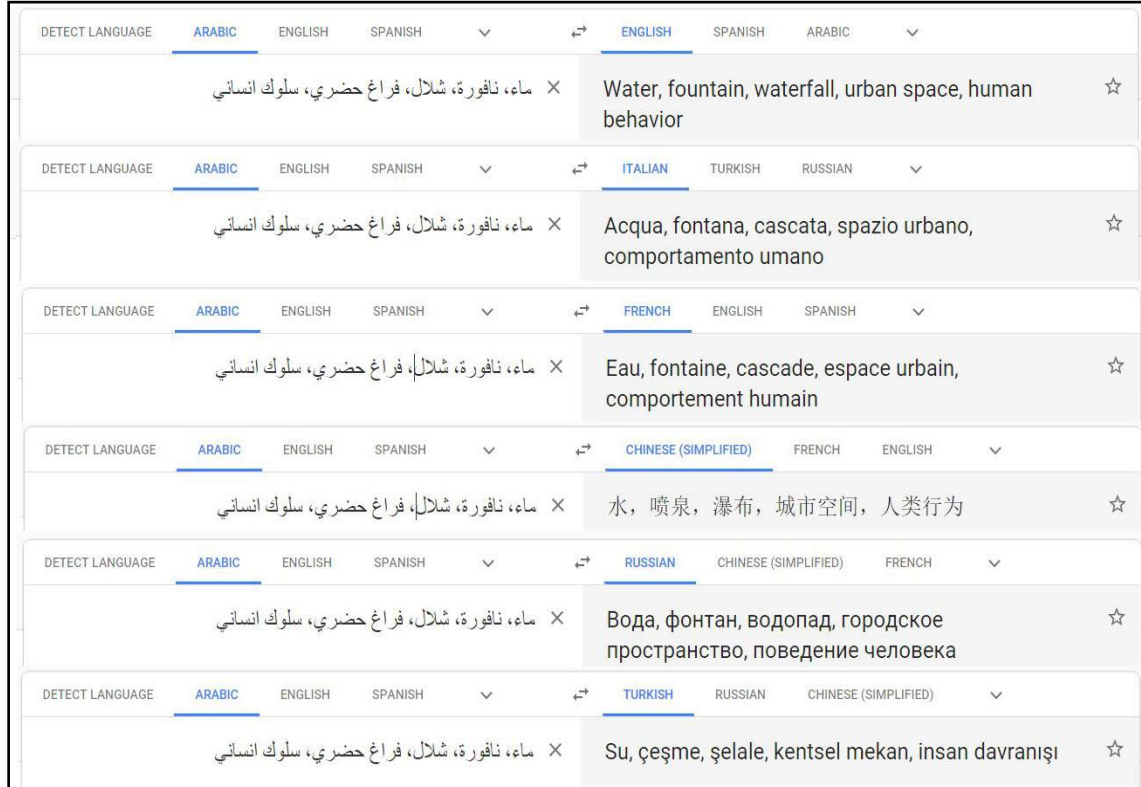 DETECT LANGUAGE ARABIC ENGLISH SPANISH ENGLISH SPANISH ARABIC
ماء، نافورة، شلال، فراغ حضري، سلوك انساني
Water, fountain, waterfall, urban space, human
behavior
DETECT LANGUAGE ARABIC ENGLISH SPANISH ITALIAN TURKISH RUSSIAN
ماء، نافورة، شلال، فراغ حضري، سلوك انساني
Acqua, fontana, cascata, spazio urbano,
comportamento umano
DETECT LANGUAGE ARABIC ENGLISH SPANISH FRENCH ENGLISH SPANISH
ماء، نافورة، شلال، فراغ حضري، سلوك انساني
Eau, fontaine, cascade, espace urbain,
comportement humain
DETECT LANGUAGE ARABIC ENGLISH SPANISH CHINESE (SIMPLIFIED) FRENCH ENGLISH
ماء، نافورة، شلال، فراغ حضري، سلوك انساني
水，喷泉，瀑布，城市空间，人类行为
DETECT LANGUAGE ARABIC ENGLISH SPANISH RUSSIAN CHINESE (SIMPLIFIED) FRENCH
ماء، نافورة، شلال، فراغ حضري، سلوك انساني
Вода, фонтан, водопад, городское
пространство, поведение человека
DETECT LANGUAGE ARABIC ENGLISH SPANISH TURKISH RUSSIAN CHINESE (SIMPLIFIED)
ماء، نافورة، شلال، فراغ حضري، سلوك انساني
Su, çeşme, şelale, kentsel mekan, insan davranışı